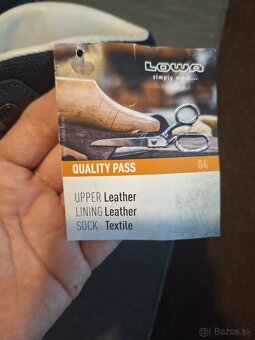 LOWA
simply more...
QUALITY PASS 04
UPPER Leather
LINING Leather
SOCK Textile
Bazos.sk